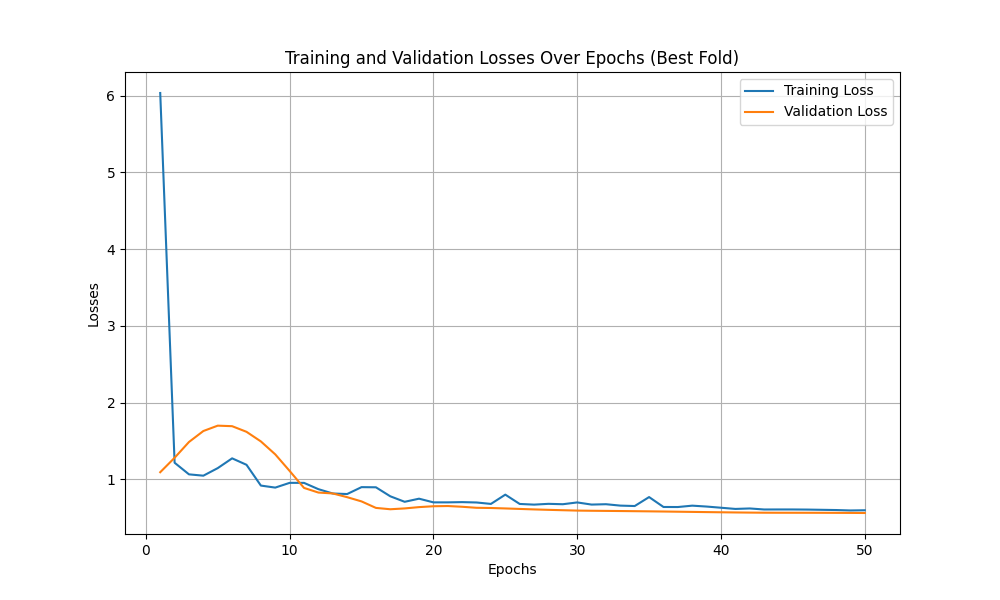 Training and Validation Losses Over Epochs (Best Fold)
Training Loss
Validation Loss
6
5
4
3
2
1
Losses
0 10 20 30 40 50
Epochs